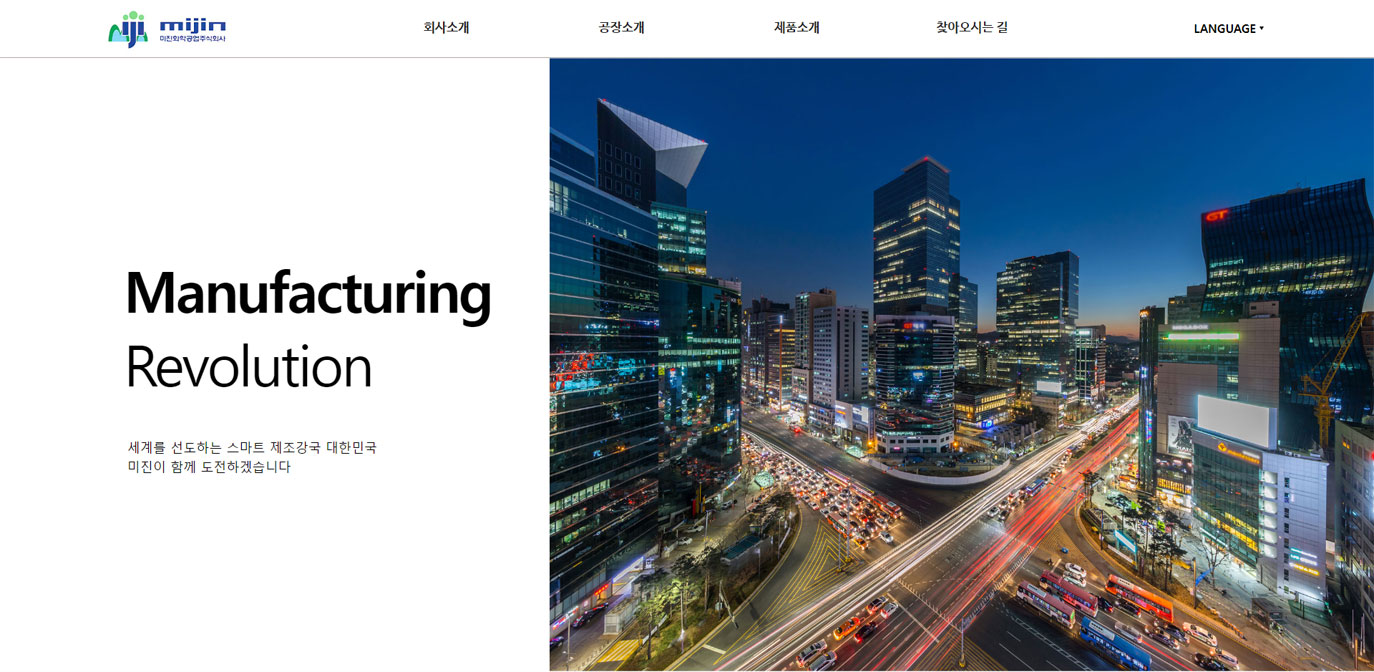 mijin
미진화학공업주식회사
회사소개
공장소개
제품소개
찾아오시는 길
LANGUAGE ▾
Manufacturing
Revolution
세계를 선도하는 스마트 제조강국 대한민국
미진이 함께 도전하겠습니다
GT
MEGABOX